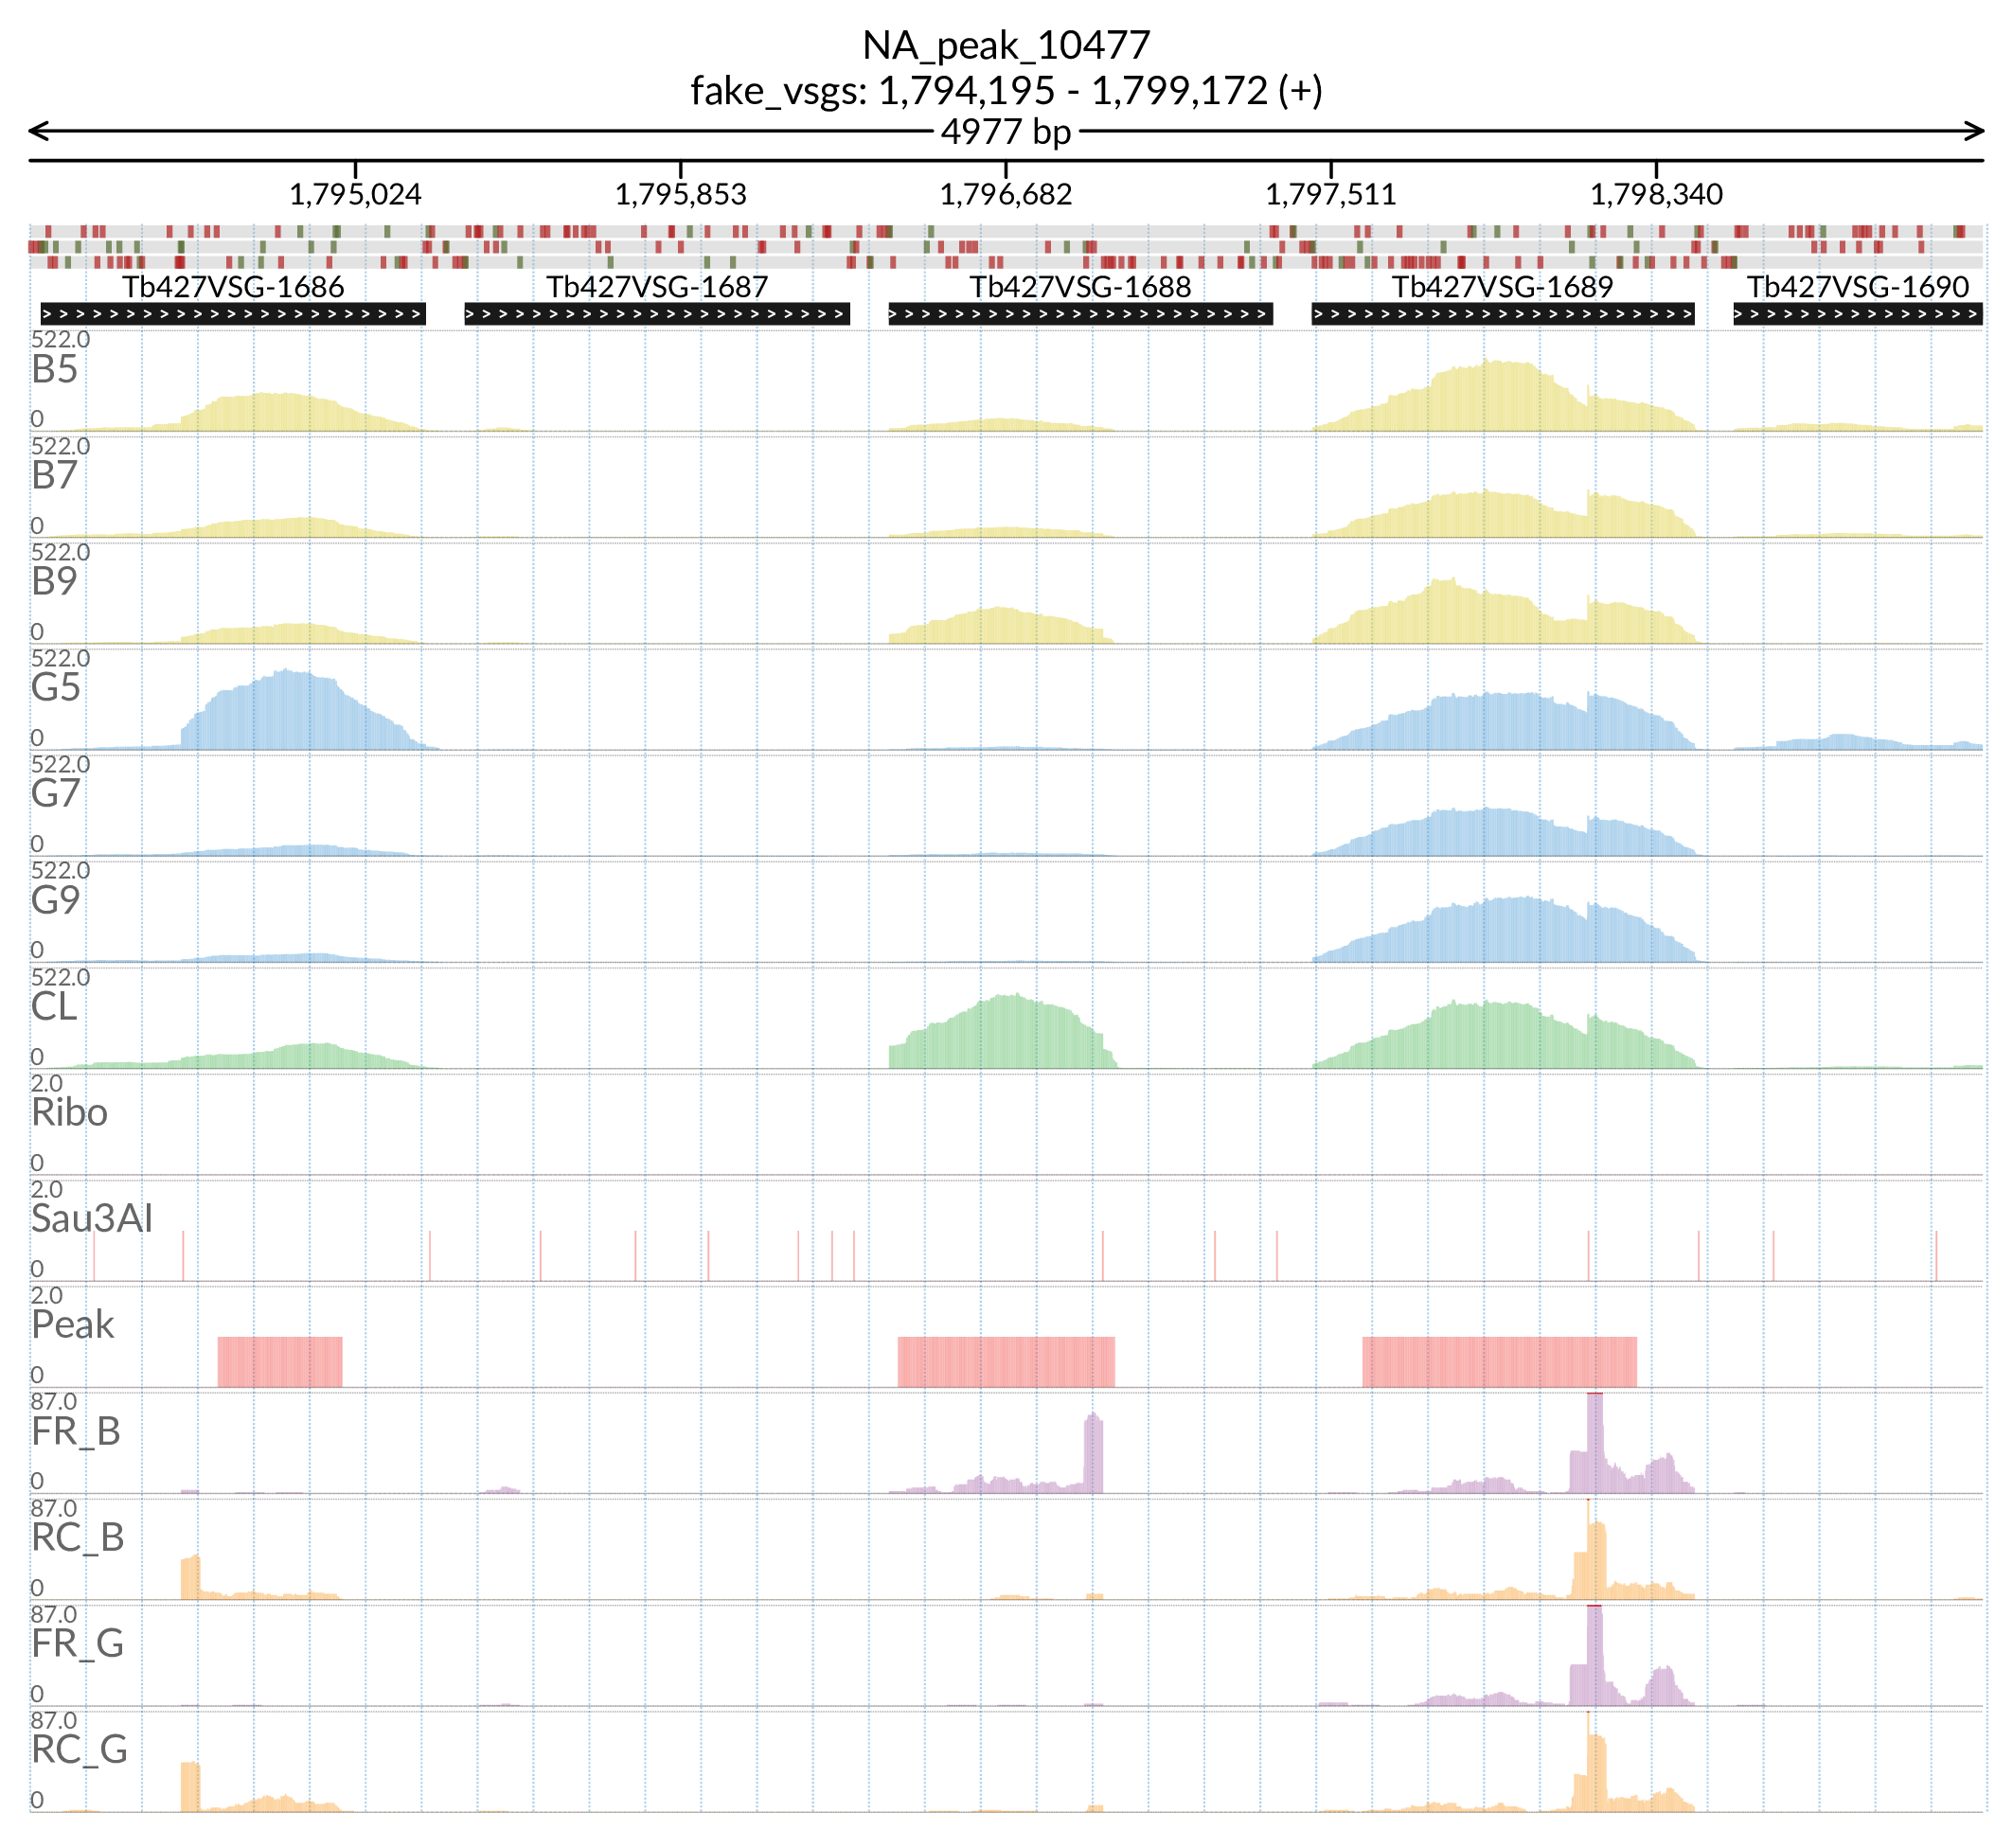 NA_peak_10477
fake_vsgs: 1,794,195 - 1,799,172 (+)
4977 bp
1,795,024 1,795,853 1,796,682 1,797,511 1,798,340
Tb427VSG-1686 Tb427VSG-1687 Tb427VSG-1688 Tb427VSG-1689 Tb427VSG-1690
522.0
B5
0
522.0
B7
0
522.0
B9
0
522.0
G5
0
522.0
G7
0
522.0
G9
0
522.0
CL
0
2.0
Ribo
0
2.0
Sau3AI
0
2.0
Peak
0
87.0
FR_B
0
87.0
RC_B
0
87.0
FR_G
0
87.0
RC_G
0